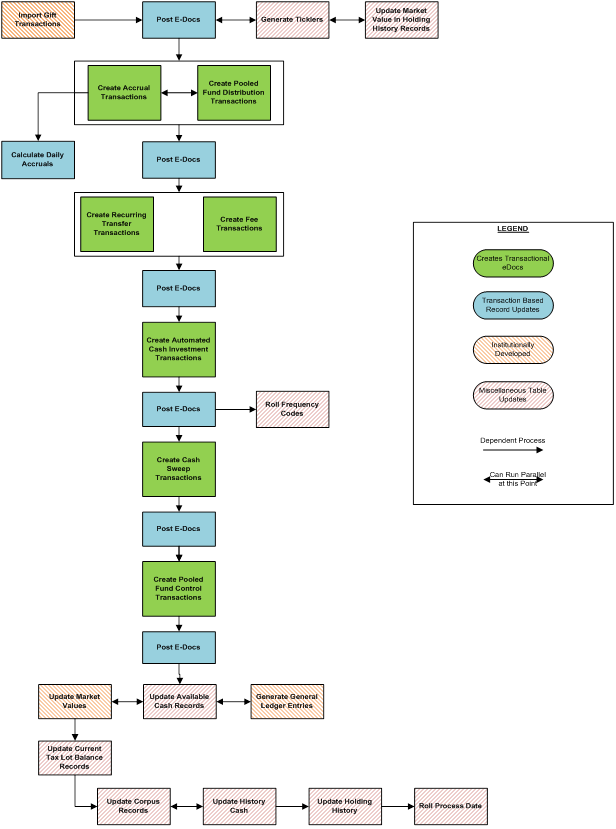 Import Gift
Transactions
Post E-Docs
Generate Ticklers
Update Market
Value in Holding
History Records
Create Accrual
Transactions
Create Pooled
Fund Distribution
Transactions
Calculate Daily
Accruals
Post E-Docs
Create Recurring
Transfer
Transactions
Create Fee
Transactions
Post E-Docs
Create Automated
Cash Investment
Transactions
Post E-Docs
Roll Frequency
Codes
Create Cash
Sweep
Transactions
Post E-Docs
Create Pooled
Fund Control
Transactions
Post E-Docs
Update Market
Values
Update Available
Cash Records
Generate General
Ledger Entries
Update Current
Tax Lot Balance
Records
Update Corpus
Records
Update History
Cash
Update Holding
History
Roll Process Date
LEGEND
Creates Transactional
eDocs
Transaction Based
Record Updates
Institutionally
Developed
Miscellaneous Table
Updates
Dependent Process
Can Run Parallel
at this Point